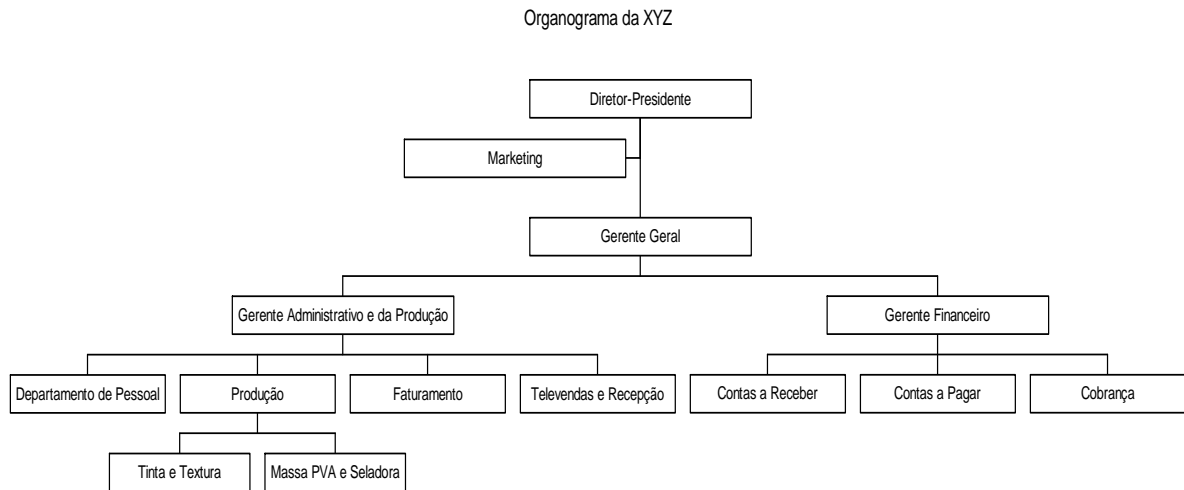 Organograma da XYZ
Diretor-Presidente
Marketing
Gerente Geral
Gerente Administrativo e da Produção
Gerente Financeiro
Departamento de Pessoal
Produção
Faturamento
Televendas e Recepção
Contas a Receber
Contas a Pagar
Cobrança
Tinta e Textura
Massa PVA e Seladora